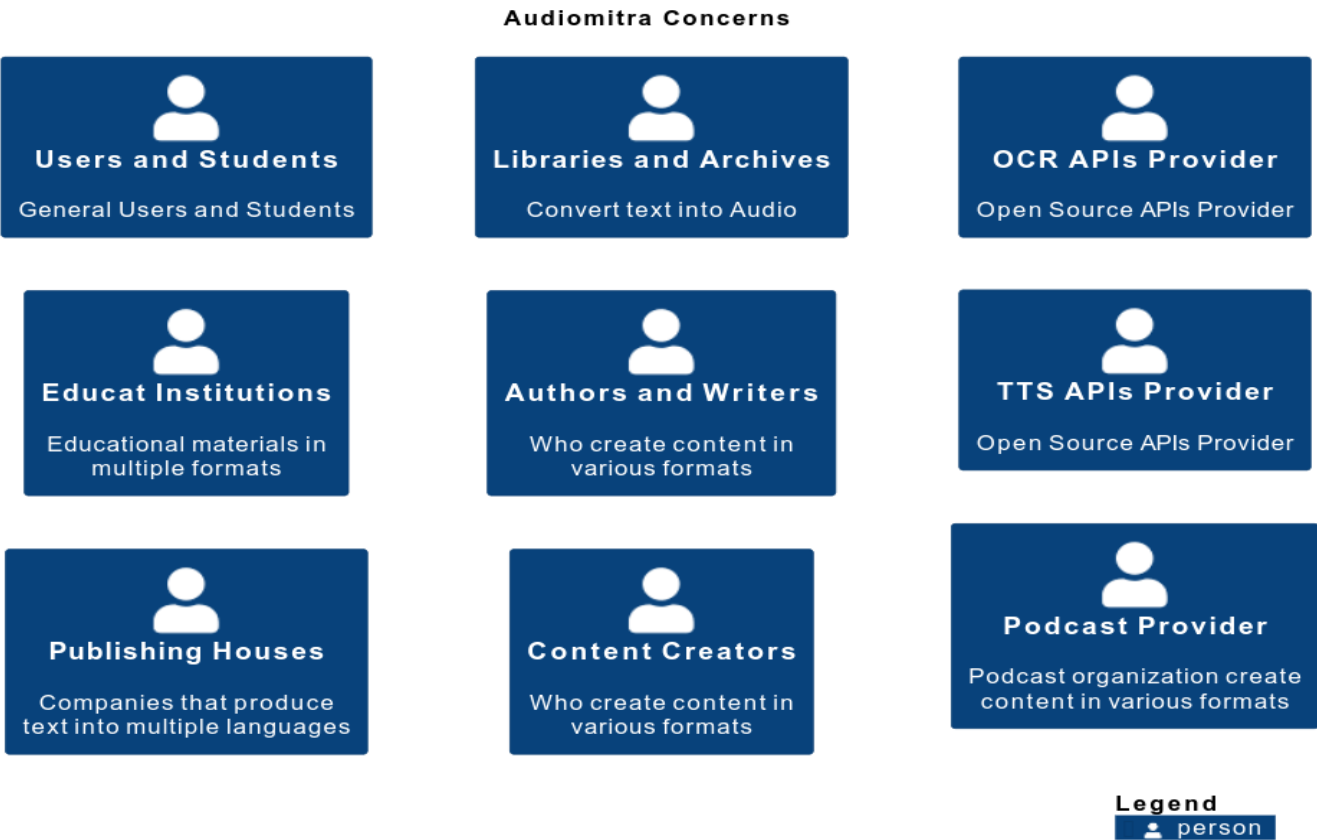 Audiomitra Concerns
Users and Students
General Users and Students
Libraries and Archives
Convert text into Audio
OCR APIs Provider
Open Source APIs Provider
Educat Institutions
Educational materials in
multiple formats
Authors and Writers
Who create content in
various formats
TTS APIs Provider
Open Source APIs Provider
Publishing Houses
Companies that produce
text into multiple languages
Content Creators
Who create content in
various formats
Podcast Provider
Podcast organization create
content in various formats
Legend
person